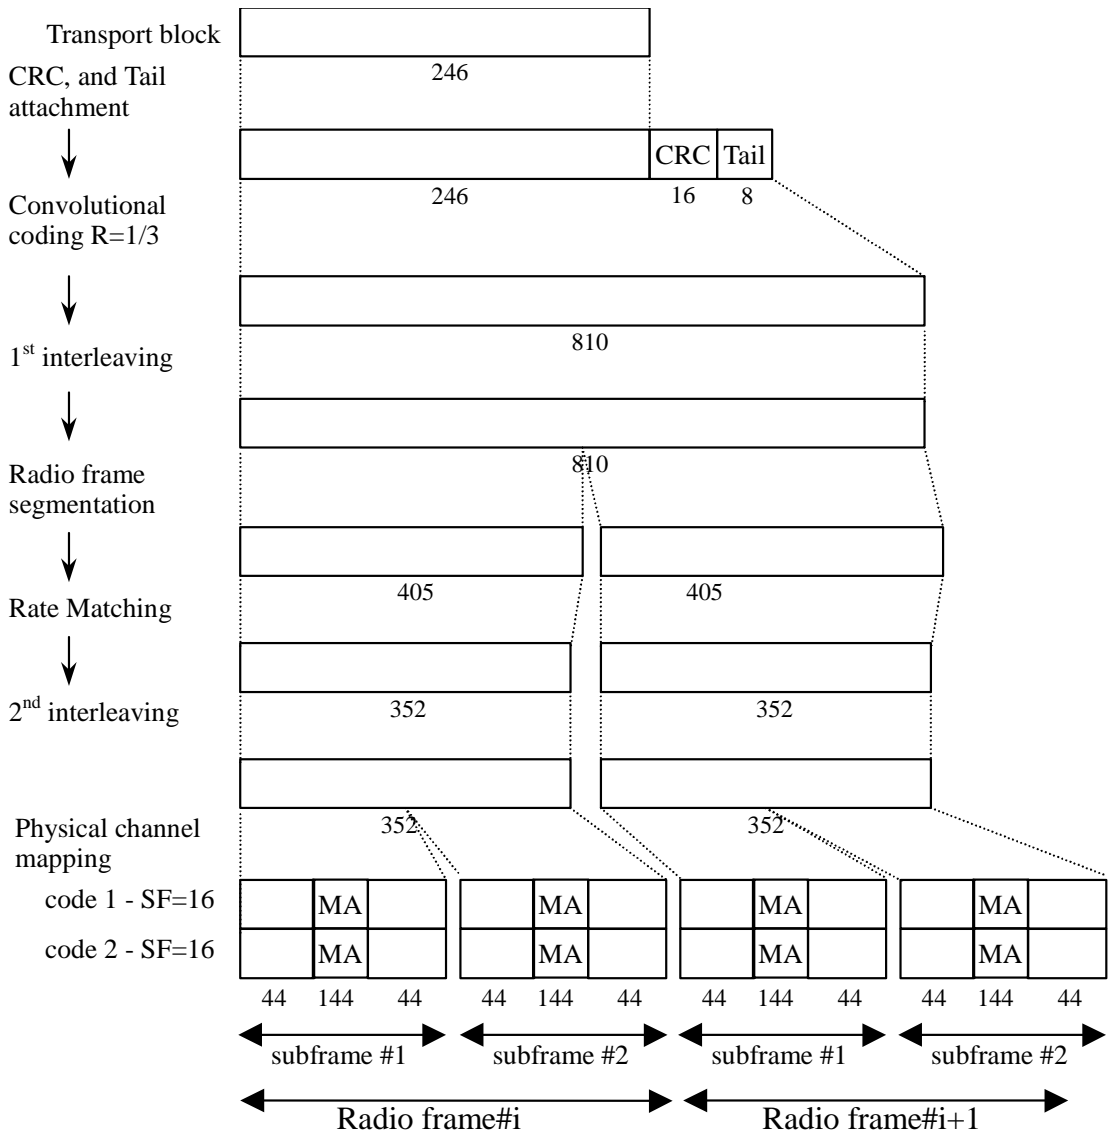 Transport block
246
CRC, and Tail
attachment
CRC Tail
246 16 8
Convolutional
coding R=1/3
810
1st interleaving
810
Radio frame
segmentation
405 405
Rate Matching
352 352
2nd interleaving
352 352
Physical channel
mapping
code 1 - SF=16 MA MA MA MA
code 2 - SF=16 MA MA MA MA
44 144 44 44 144 44 44 144 44 44 144 44
subframe #1 subframe #2 subframe #1 subframe #2
Radio frame#i Radio frame#i+1